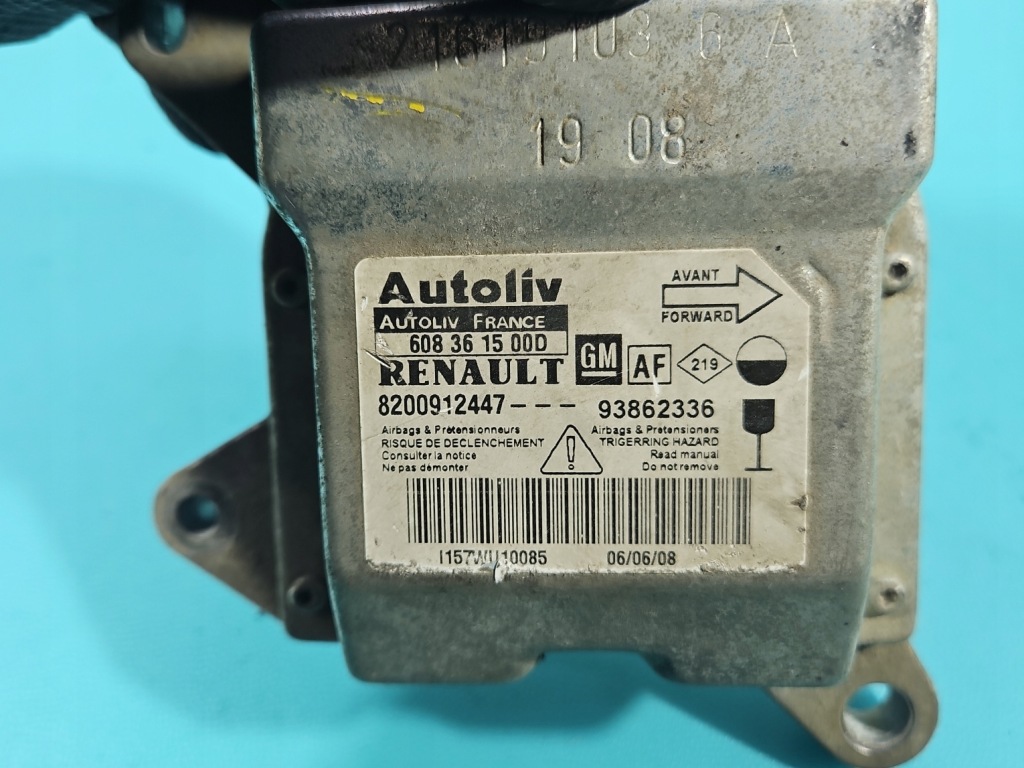 19 08
Autoliv
AUTOLIV FRANCE
608 36 15 00D
AVANT
FORWARD
RENAULT GM AF 219
8200912447--- 93862336
Airbags & Prétensionneurs
RISQUE DE DECLENCHEMENT
Consulter la notice
Ne pas démonter
Airbags & Prétensioners
TRIGERRING HAZARD
Read manual
Do not remove
06/06/08